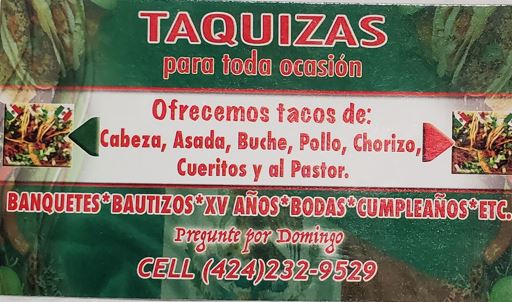 TAQUIZAS
para toda ocasión
Ofrecemos tacos de:
Cabeza, Asada, Buche, Pollo, Chorizo,
Cueritos y al Pastor.
BANQUETES*BAUTIZOS*XV AÑOS*BODAS*CUMPLEAÑOS*ETC.
Pregunte por Domingo
CELL (424)232-9529